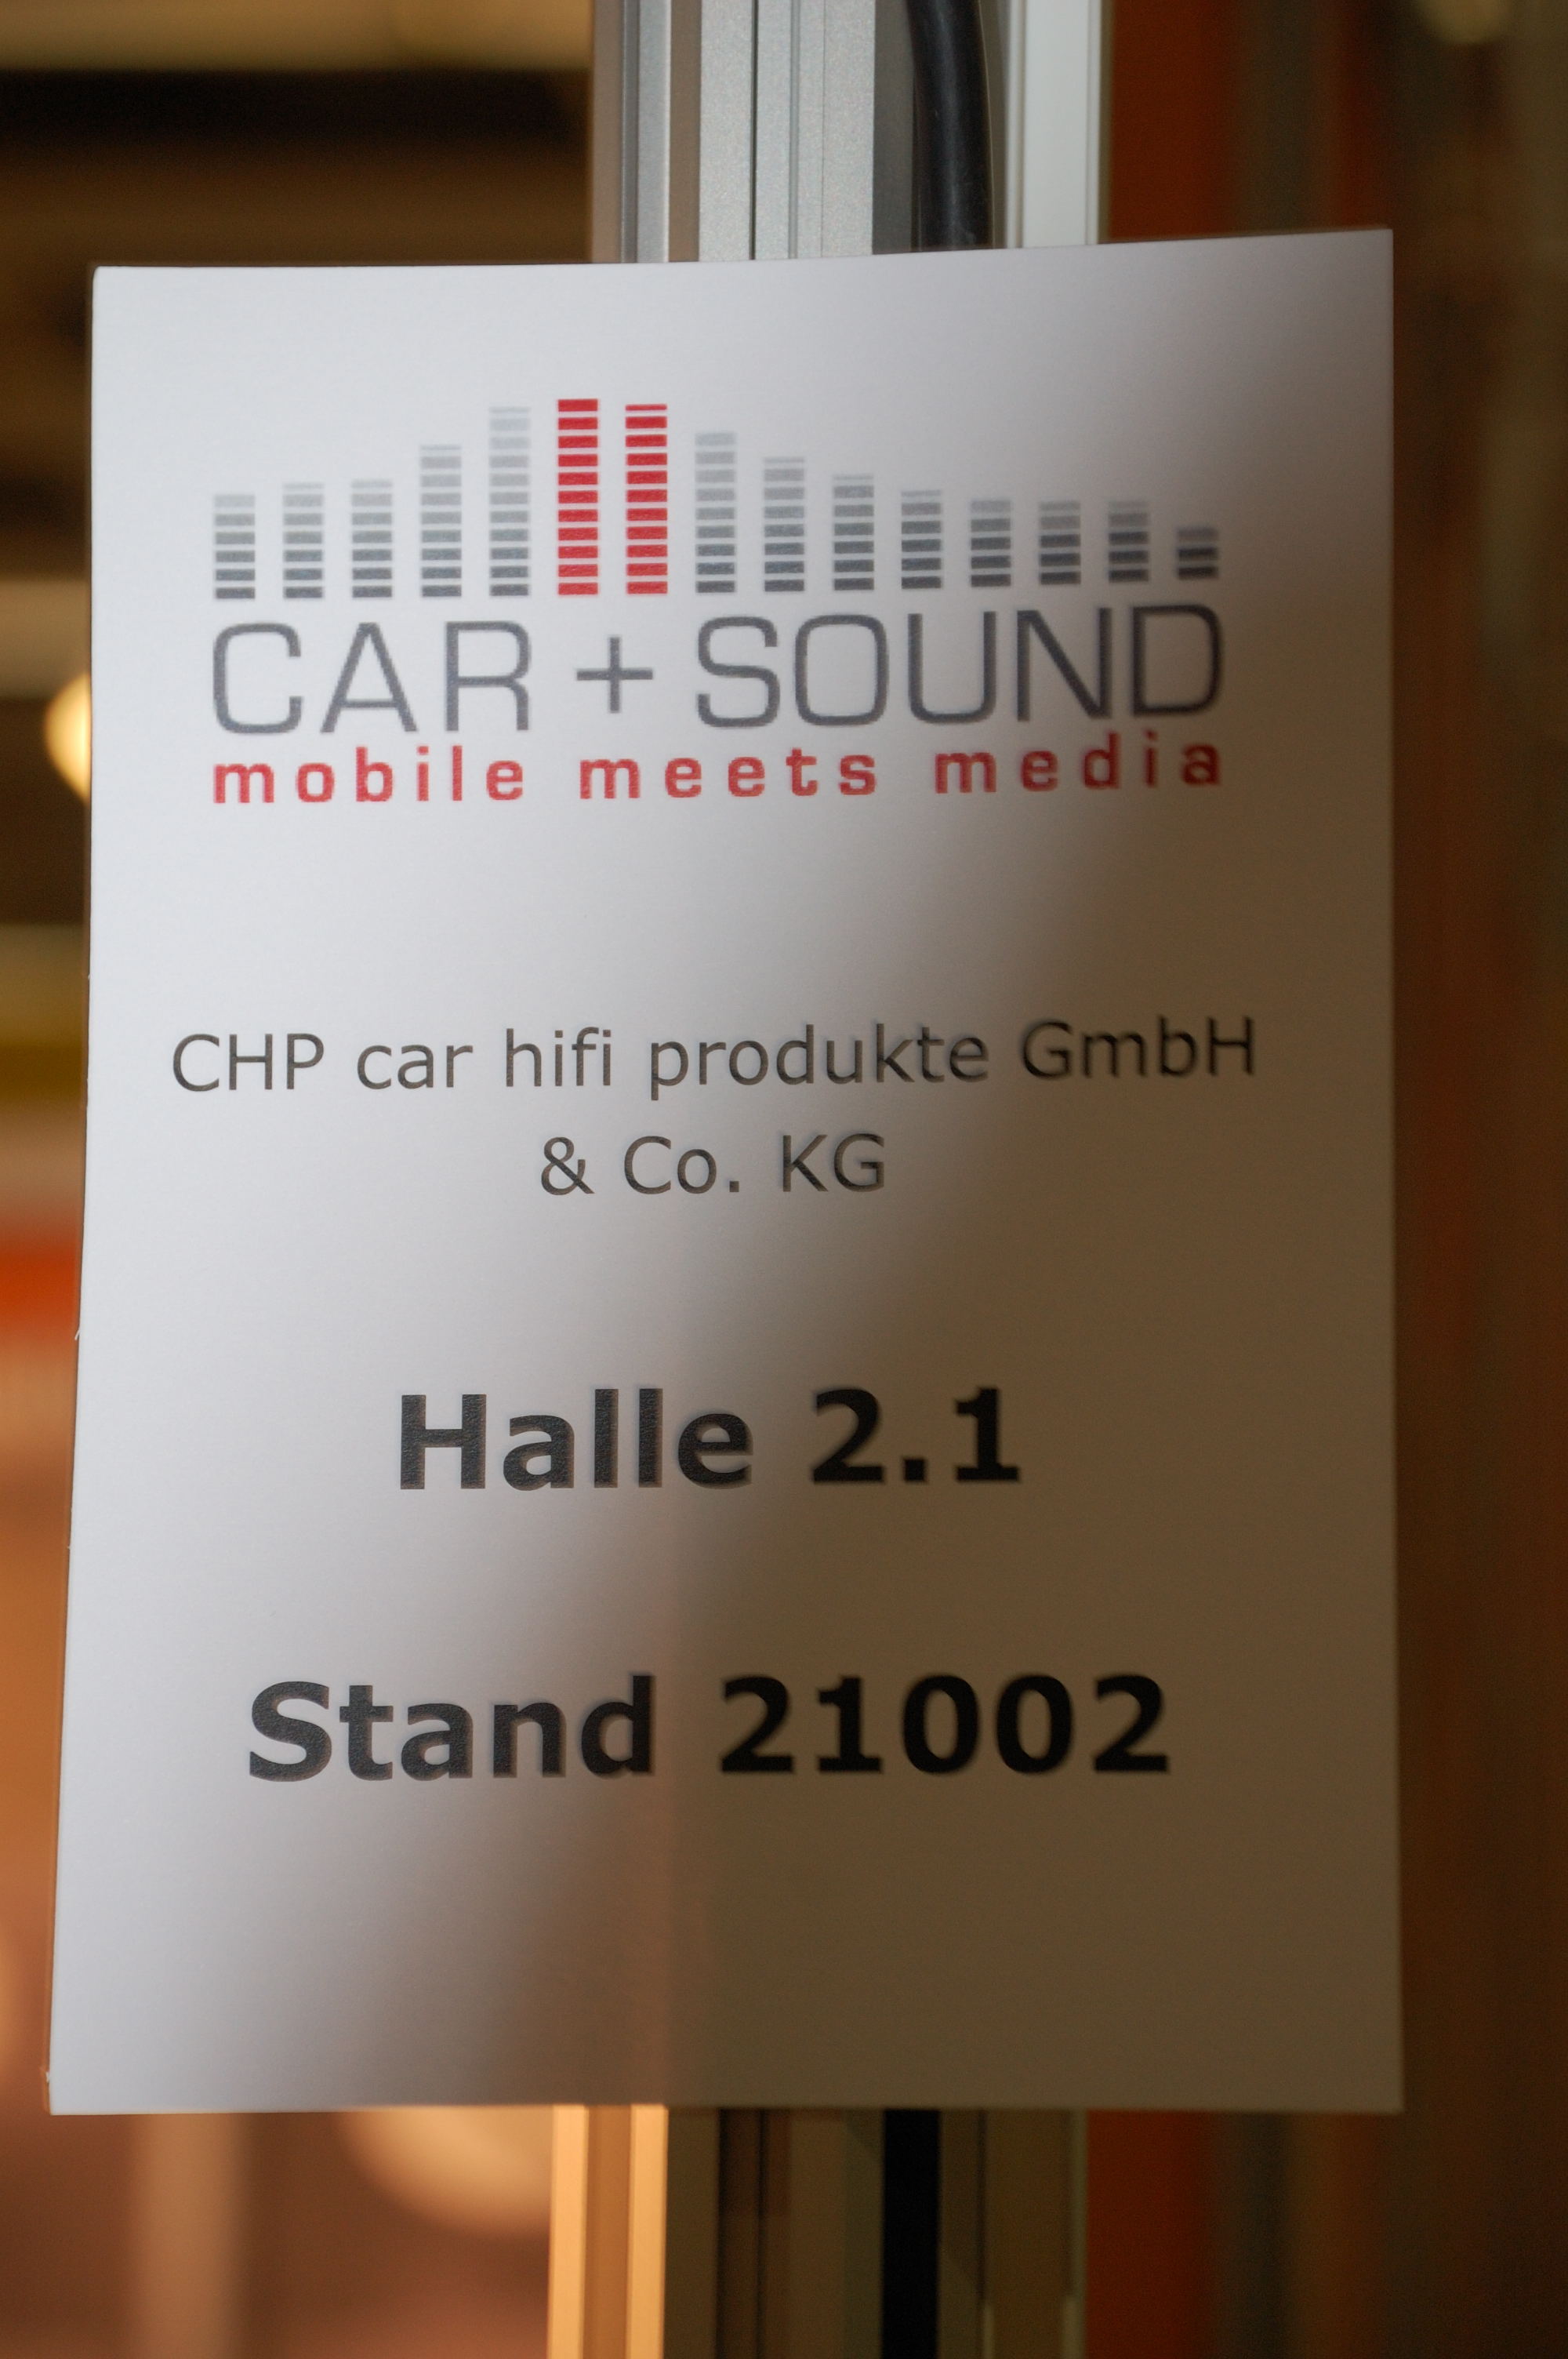 CAR + SOUND
mobile meets media
CHP car hifi produkte GmbH
& Co. KG
Halle 2.1
Stand 21002